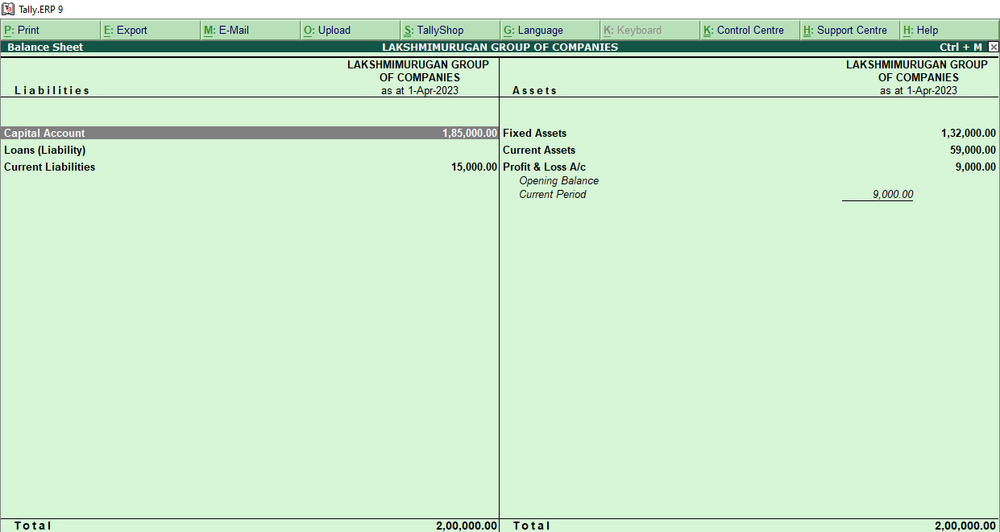 Tally.ERP 9
P: Print E: Export M: E-Mail O: Upload S: TallyShop G: Language K: Keyboard K: Control Centre H: Support Centre H: Help
Balance Sheet LAKSHMIMURUGAN GROUP OF COMPANIES Ctrl + M
LAKSHMIMURUGAN GROUP LAKSHMIMURUGAN GROUP
OF COMPANIES OF COMPANIES
Liabilities as at 1-Apr-2023 Assets as at 1-Apr-2023
Capital Account 1,85,000.00 Fixed Assets 1,32,000.00
Loans (Liability) Current Assets 59,000.00
Current Liabilities 15,000.00 Profit & Loss A/c 9,000.00
Opening Balance
Current Period 9,000.00
Total 2,00,000.00 Total 2,00,000.00